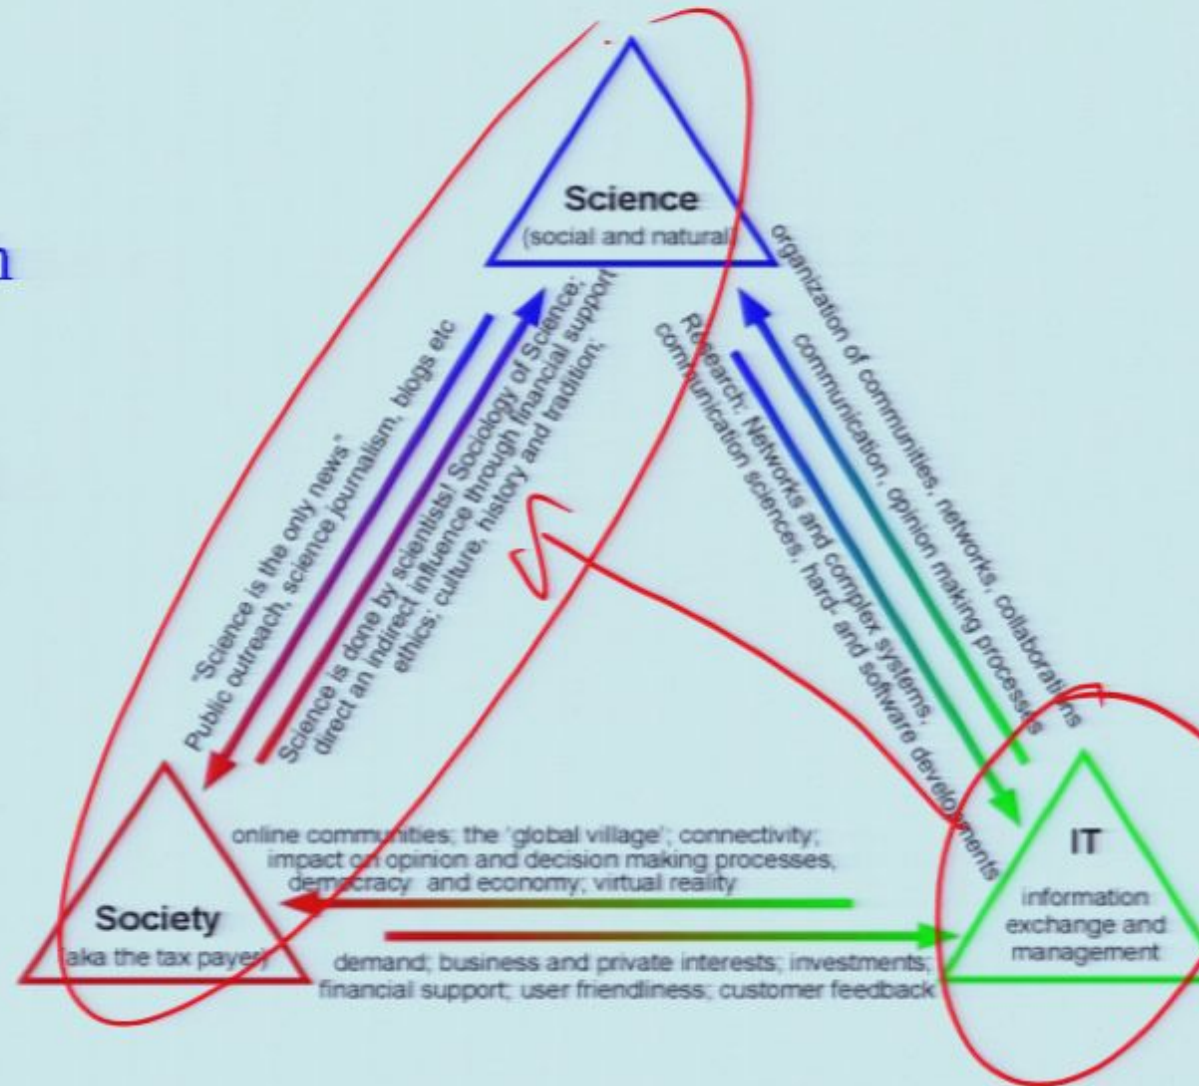 n
Science
(social and natural)
"Science is the only news"
Public outreach, science journalism, blogs etc
Science is done by scientists! Sociology of Science;
direct an indirect influence through financial support
ethics; culture, history and tradition;
Research: Networks and complex systems,
communication sciences, hard- and software developments
organization of communities, networks, collaborations
communication, opinion making processes
online communities; the 'global village'; connectivity;
impact on opinion and decision making processes,
democracy and economy; virtual reality
Society
(aka the tax payer)
demand; business and private interests; investments;
financial support; user friendliness; customer feedback
IT
information
exchange and
management